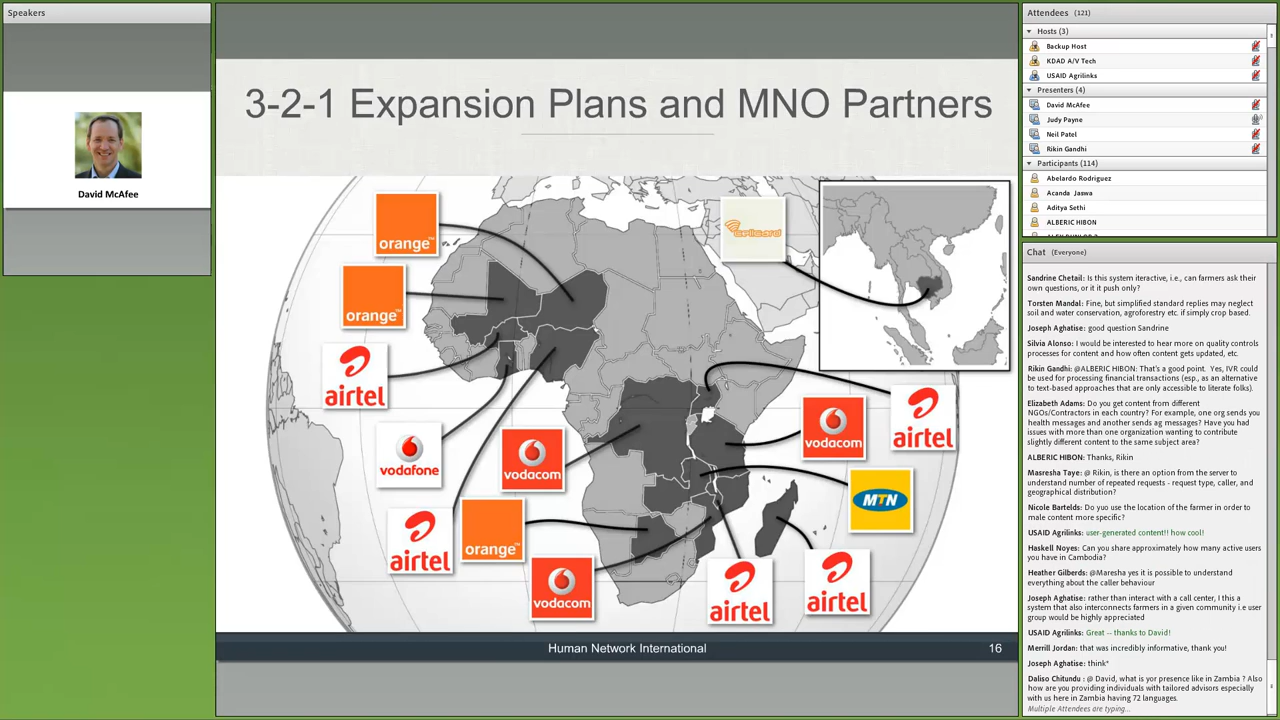 Speakers
David McAfee
3-2-1 Expansion Plans and MNO Partners
orange™
orange™
airtel
vodafone
airtel
vodacom
orange™
vodacom
cellcard
vodacom
airtel
MTN
airtel
airtel
Human Network International
16
Attendees (121)
Hosts (3)
Backup Host
KDAD A/V Tech
USAID Agrilinks
Presenters (4)
David McAfee
Judy Payne
Neil Patel
Rikin Gandhi
Participants (114)
Abelardo Rodriguez
Acanda Jaswa
Aditya Sethi
ALBERIC HIBON
Chat (Everyone)
Sandrine Chetail: Is this system iteractive, i.e., can farmers ask their
own questions, or it it push only?
Torsten Mandal: Fine, but simplified standard replies may neglect
soil and water conservation, agroforestry etc. if simply crop based.
Joseph Aghatise: good question Sandrine
Silvia Alonso: I would be interested to hear more on quality controls
processes for content and how often content gets updated, etc.
Rikin Gandhi: @ALBERIC HIBON: That's a good point. Yes, IVR could
be used for processing financial transactions (esp., as an alternative
to text-based approaches that are only accessible to literate folks).
Elizabeth Adams: Do you get content from different
NGOs/Contractors in each country? For example, one org sends you
health messages and another sends ag messages? Have you had
issues with more than one organization wanting to contribute
slightly different content to the same subject area?
ALBERIC HIBON: Thanks, Rikin
Masresha Taye: @ Rikin, is there an option from the server to
understand number of repeated requests - request type, caller, and
geographical distribution?
Nicole Bartelds: Do you use the location of the farmer in order to
male content more specific?
USAID Agrilinks: user-generated content!! how cool!
Haskell Noyes: Can you share approximately how many active users
you have in Cambodia?
Heather Gilberds: @Maresha yes it is possible to understand
everything about the caller behaviour
Joseph Aghatise: rather than interact with a call center, I this a
system that also interconnects farmers in a given community i.e user
group would be highly appreciated
USAID Agrilinks: Great -- thanks to David!
Merrill Jordan: that was incredibly informative, thank you!
Joseph Aghatise: think*
Daliso Chitundu : @ David, what is yor presence like in Zambia ? Also
how are you providing individuals with tailored advisors especially
with us here in Zambia having 72 languages.
Multiple Attendees are typing...